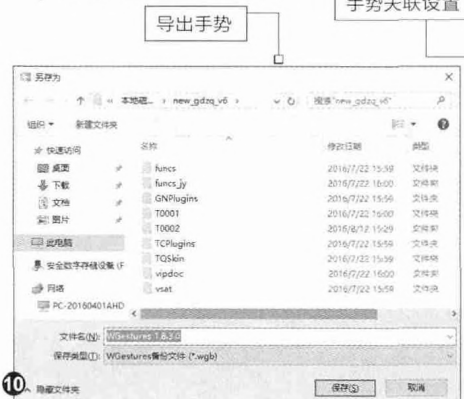 导出手势
手势关联设置
另存为
« 本地磁... › new_gdzq_v6 ›
搜索"new_gdzq_v6"
组织 新建文件夹
快速访问
桌面
下载
文档
图片
此电脑
安全数字存储设备 (F
网络
PC-20160401AHD
名称 修改日期 类型
funcs 2016/7/22 15:59 文件夹
funcs_jy 2016/7/22 16:00 文件夹
GNPlugins 2016/7/22 15:59 文件夹
T0001 2016/7/22 16:00 文件夹
T0002 2016/8/12 15:29 文件夹
TCPlugins 2016/7/22 15:59 文件夹
TQSkin 2016/7/22 15:59 文件夹
vipdoc 2016/7/22 16:00 文件夹
vsat 2016/7/22 15:59 文件夹
文件名(N): WGestures 1.8.3.0
保存类型(T): WGestures备份文件 (*.wgb)
10 隐藏文件夹 保存(S) 取消